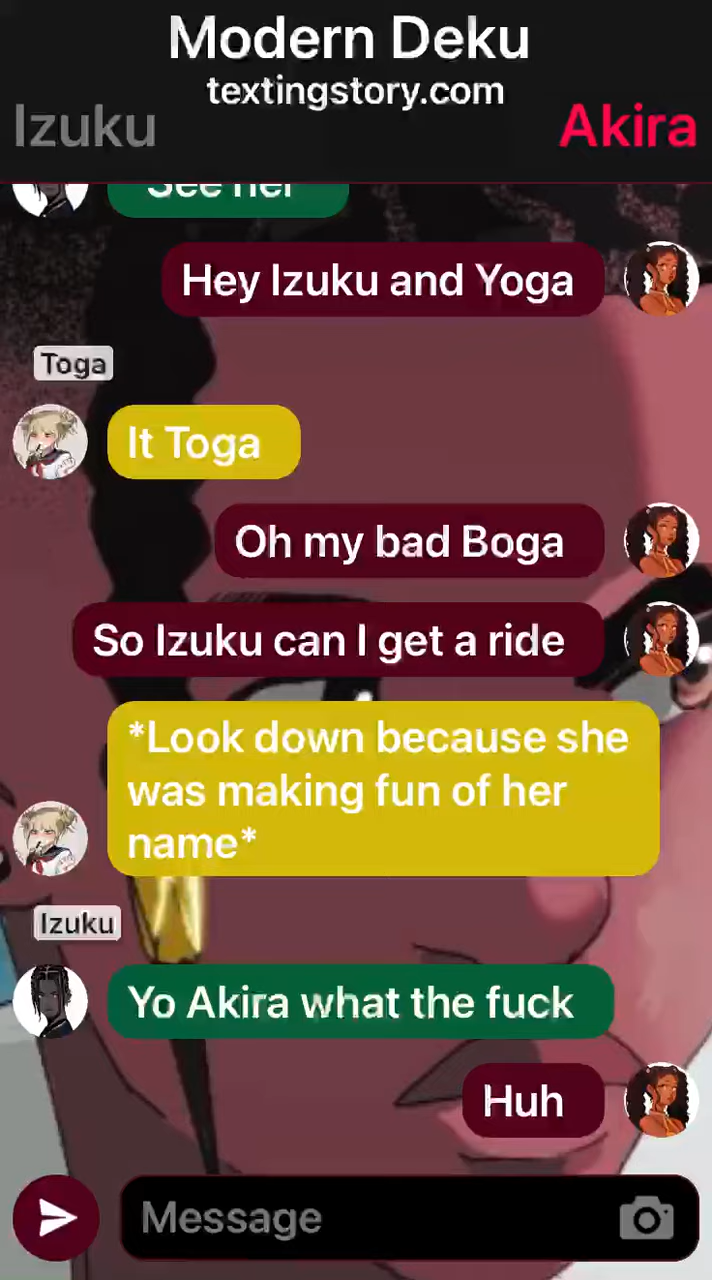 Modern Deku
textingstory.com
Izuku
Akira
See her
Hey Izuku and Yoga
Toga
It Toga
Oh my bad Boga
So Izuku can I get a ride
*Look down because she
was making fun of her
name*
Izuku
Yo Akira what the fuck
Huh
Message